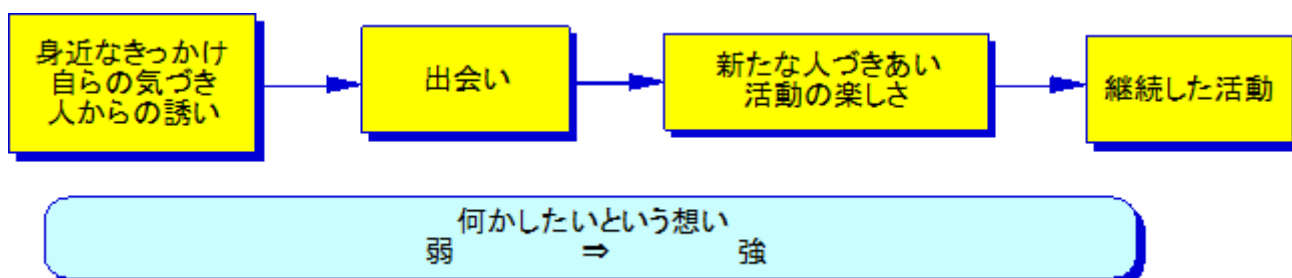 身近なきっかけ
自らの気づき
人からの誘い
出会い
新たな人づきあい
活動の楽しさ
継続した活動
何かしたいという想い
弱 ⇒ 強